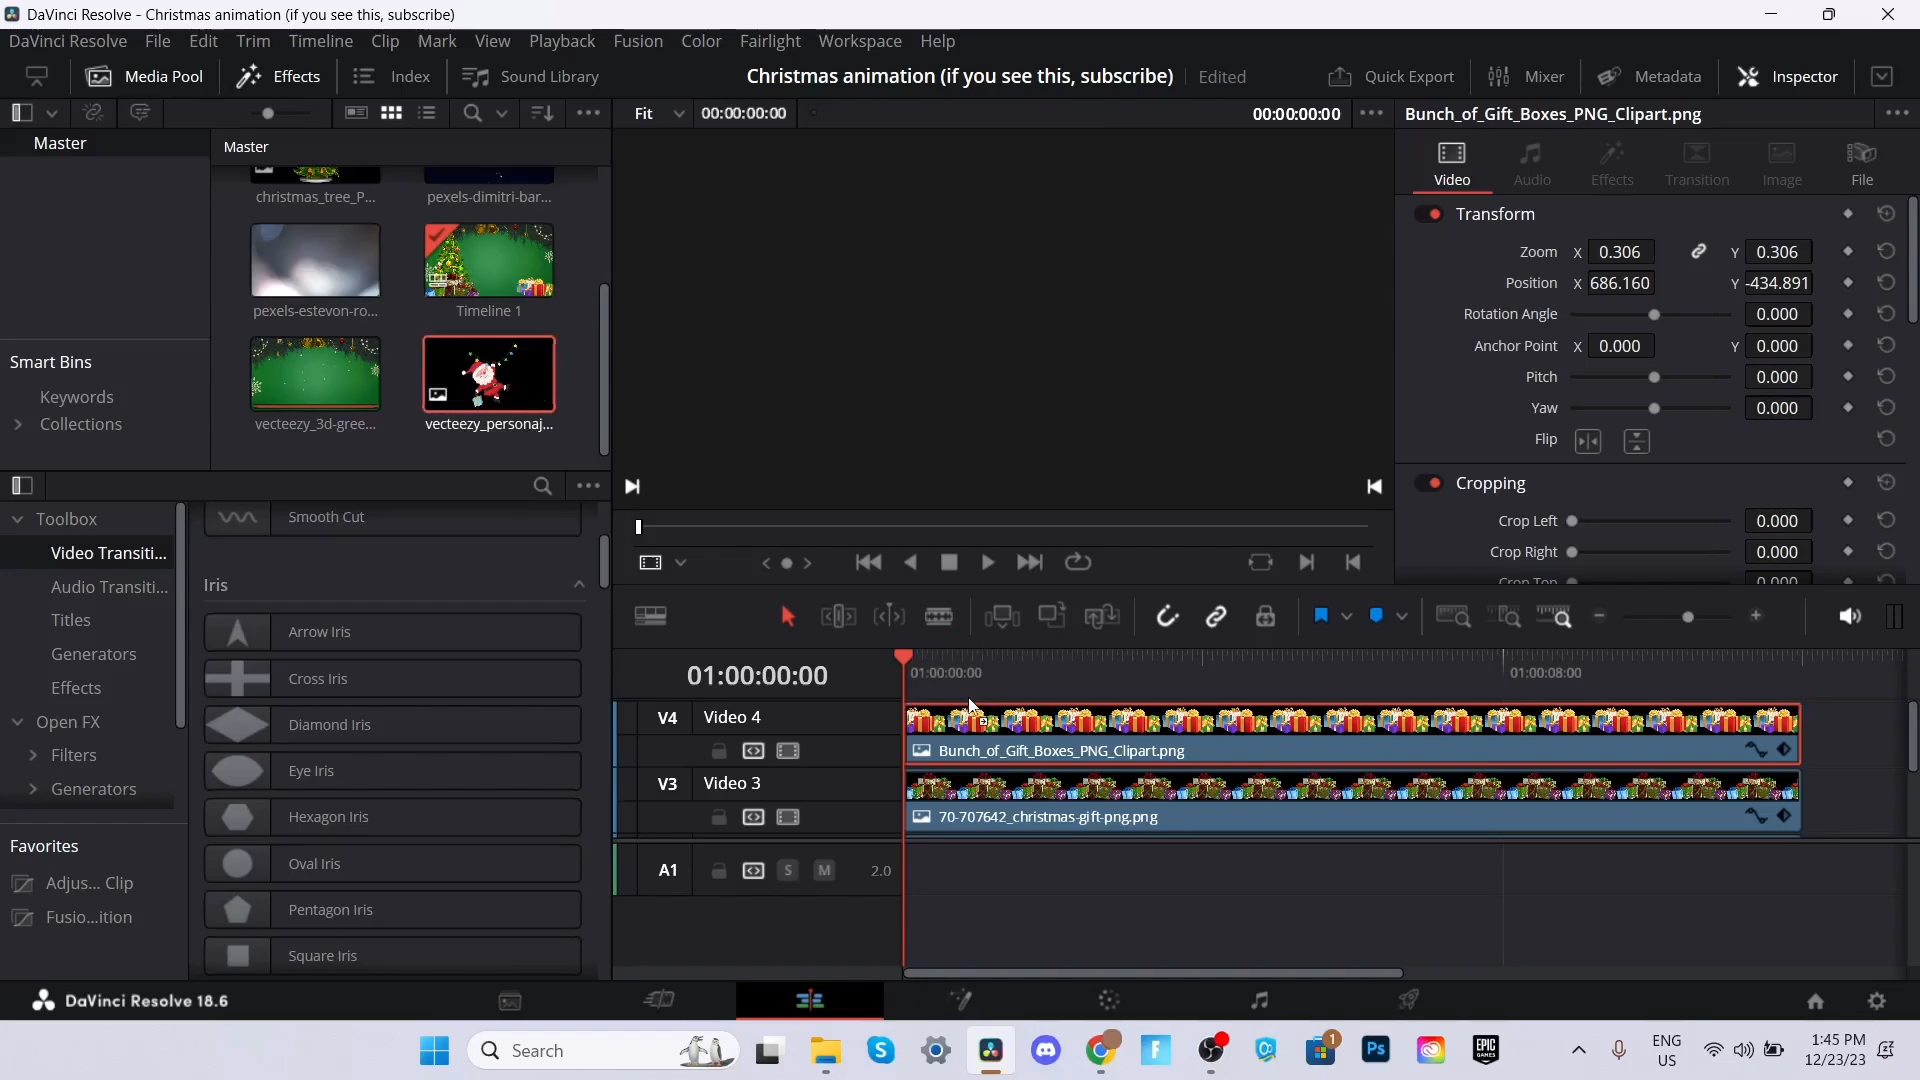 DaVinci Resolve - Christmas animation (if you see this, subscribe)
DaVinci Resolve File Edit Trim Timeline Clip Mark View Playback Fusion Color Fairlight Workspace Help
Media Pool Effects Index Sound Library Christmas animation (if you see this, subscribe) Edited Quick Export Mixer Metadata Inspector
Fit 00:00:00:00 00:00:00:00 Bunch_of_Gift_Boxes_PNG_Clipart.png
Master Master
Video Audio Effects Transition Image File
christmas_tree_P... pexels-dimitri-bar...
Transform
Zoom X 0.306 Y 0.306
Position X 686.160 Y -434.891
pexels-estevon-ro... Timeline 1
Rotation Angle 0.000
Anchor Point X 0.000 Y 0.000
Smart Bins
Pitch 0.000
Keywords
Yaw 0.000
Collections
vecteezy_3d-gree... vecteezy_personaj...
Flip
Cropping
Crop Left 0.000
Crop Right 0.000
Crop Top 0.000
Toolbox
Smooth Cut
Video Transiti...
Audio Transiti...
Iris
Titles
Arrow Iris
Generators
Cross Iris
Effects
Diamond Iris
Open FX
Filters
Eye Iris
Generators
Hexagon Iris
Favorites
Oval Iris
Adjus... Clip
Pentagon Iris
Fusio...ition
Square Iris
01:00:00:00 01:00:00:00 01:00:08:00
V4 Video 4
Bunch_of_Gift_Boxes_PNG_Clipart.png
V3 Video 3
70-707642_christmas-gift-png.png
A1 S M 2.0
DaVinci Resolve 18.6
Search
1
Ps
EPIC
GAMES
ENG
US
1:45 PM
12/23/23